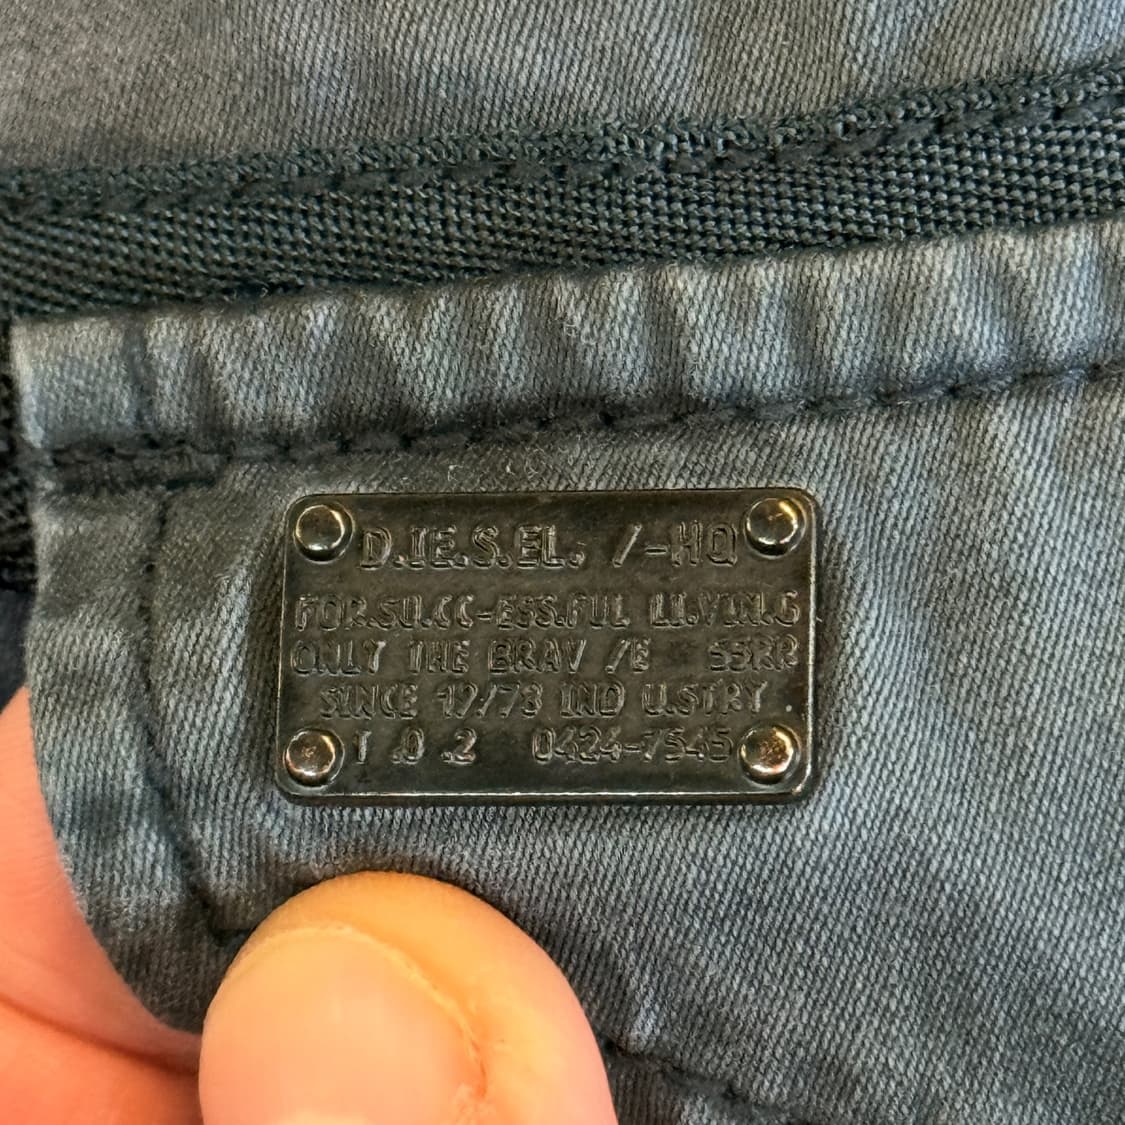 D.IE.S.EL. /-HQ
FOR.SU.CC-ESS.FUL LI.VIN.G
ONLY THE BRAV /E 55RR
SINCE 19/78 IND U.STRY .
1 .0 .2 0424-7545